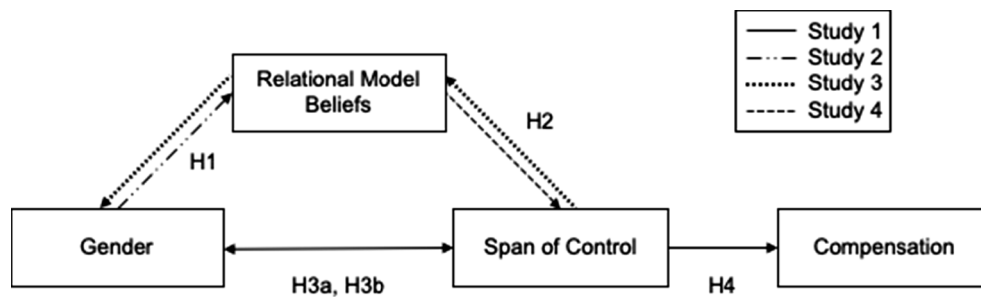 Study 1
Study 2
Study 3
Study 4
Relational Model
Beliefs
H1
H2
Gender
Span of Control
Compensation
H3a, H3b
H4